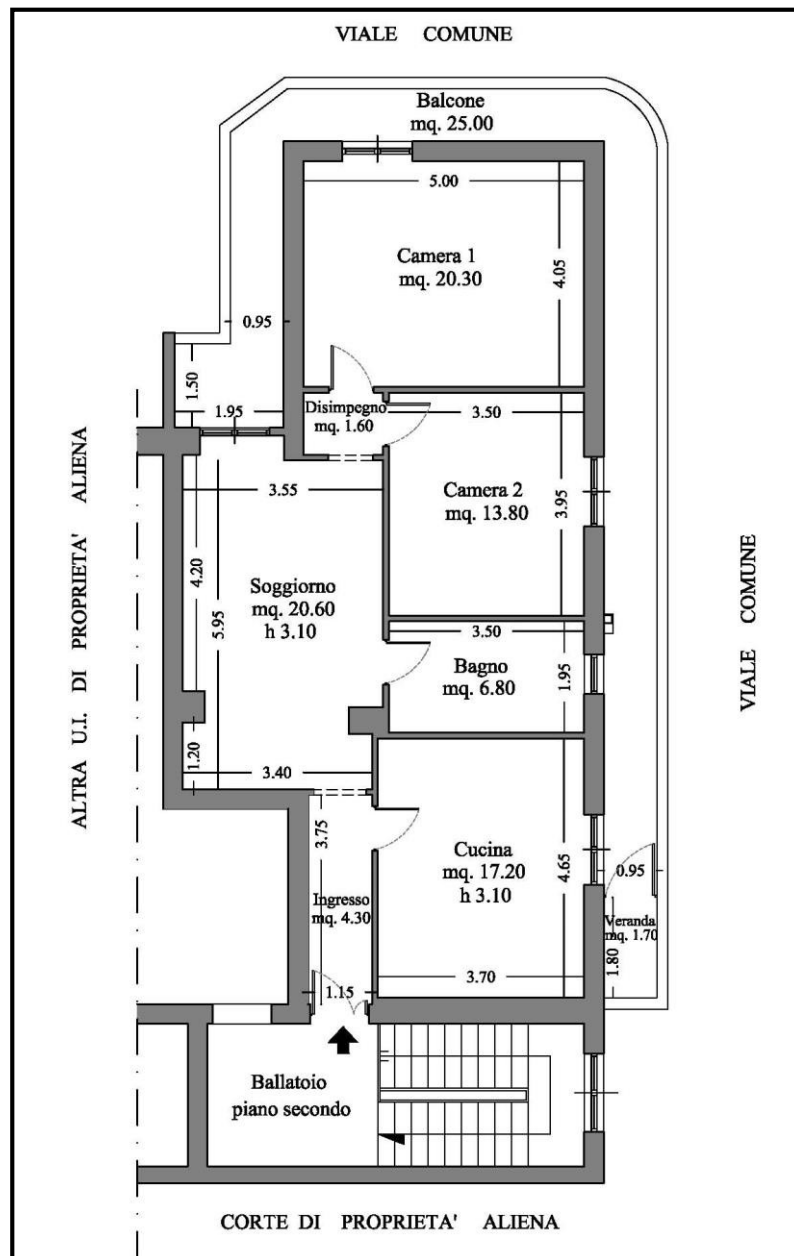 VIALE COMUNE
Balcone
mq. 25.00
5.00
Camera 1
mq. 20.30
4.05
0.95
1.50
1.95
Disimpegno
mq. 1.60
3.50
3.55
Camera 2
mq. 13.80
3.95
4.20
5.95
Soggiorno
mq. 20.60
h 3.10
3.50
Bagno
mq. 6.80
1.95
1.20
3.40
3.75
Cucina
mq. 17.20
h 3.10
4.65
0.95
Ingresso
mq. 4.30
Veranda
mq. 1.70
1.80
3.70
1.15
Ballatoio
piano secondo
ALTRA U.I. DI PROPRIETA' ALIENA
VIALE COMUNE
CORTE DI PROPRIETA' ALIENA